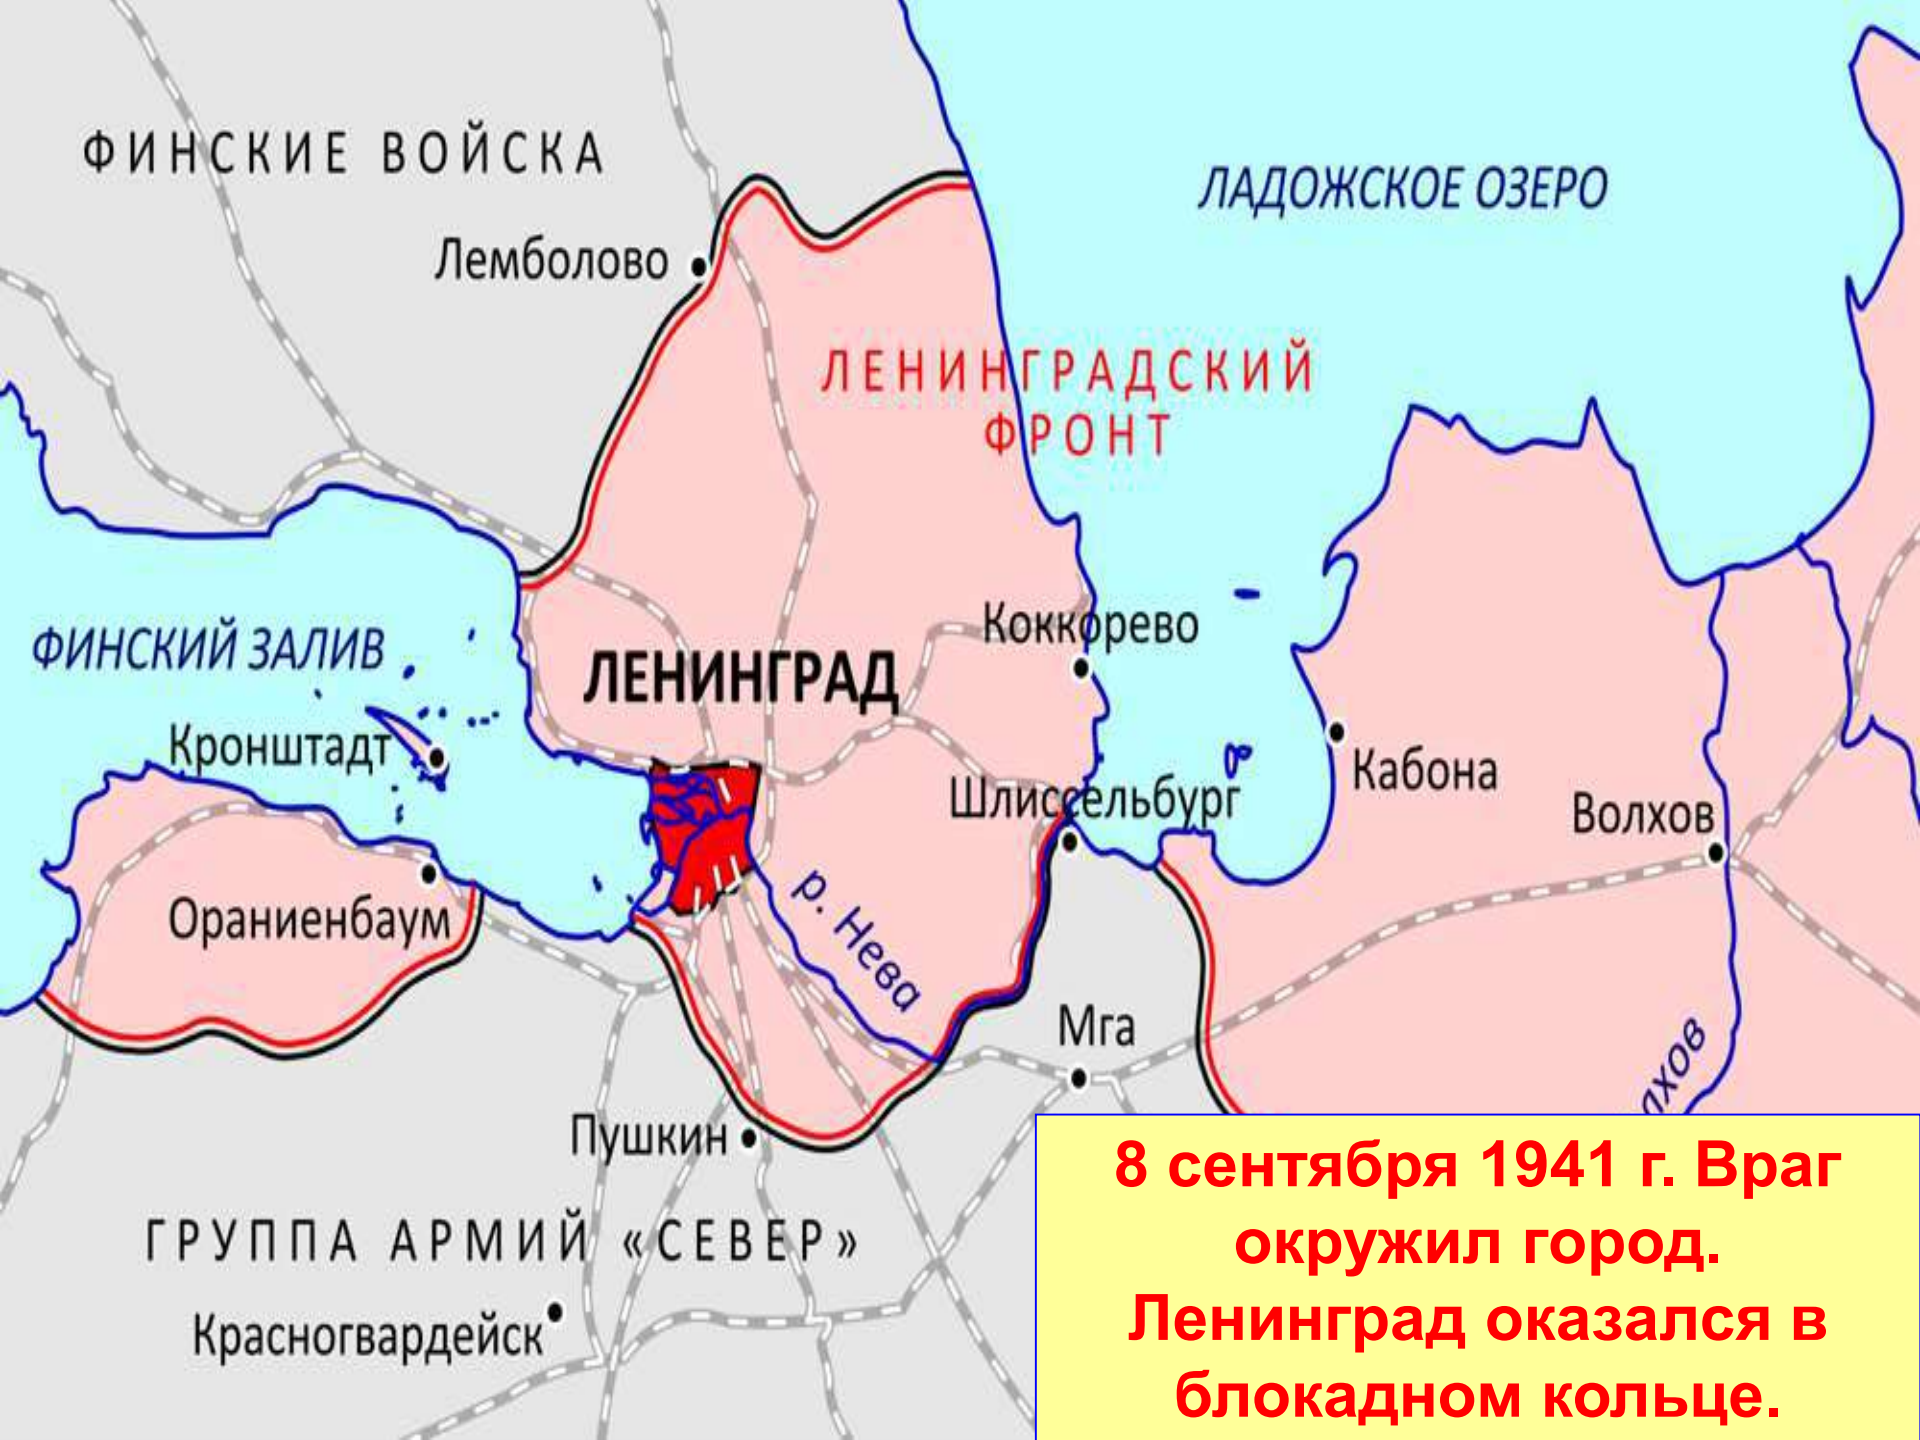 ФИНСКИЕ ВОЙСКА
ЛАДОЖСКОЕ ОЗЕРО
Лемболово
ЛЕНИНГРАДСКИЙ
ФРОНТ
ФИНСКИЙ ЗАЛИВ
Коккорево
ЛЕНИНГРАД
Кронштадт
Шлиссельбург
Кабона
Волхов
Ораниенбаум
р. Нева
Мга
лхов
Пушкин
ГРУППА АРМИЙ «СЕВЕР»
Красногвардейск
8 сентября 1941 г. Враг
окружил город.
Ленинград оказался в
блокадном кольце.